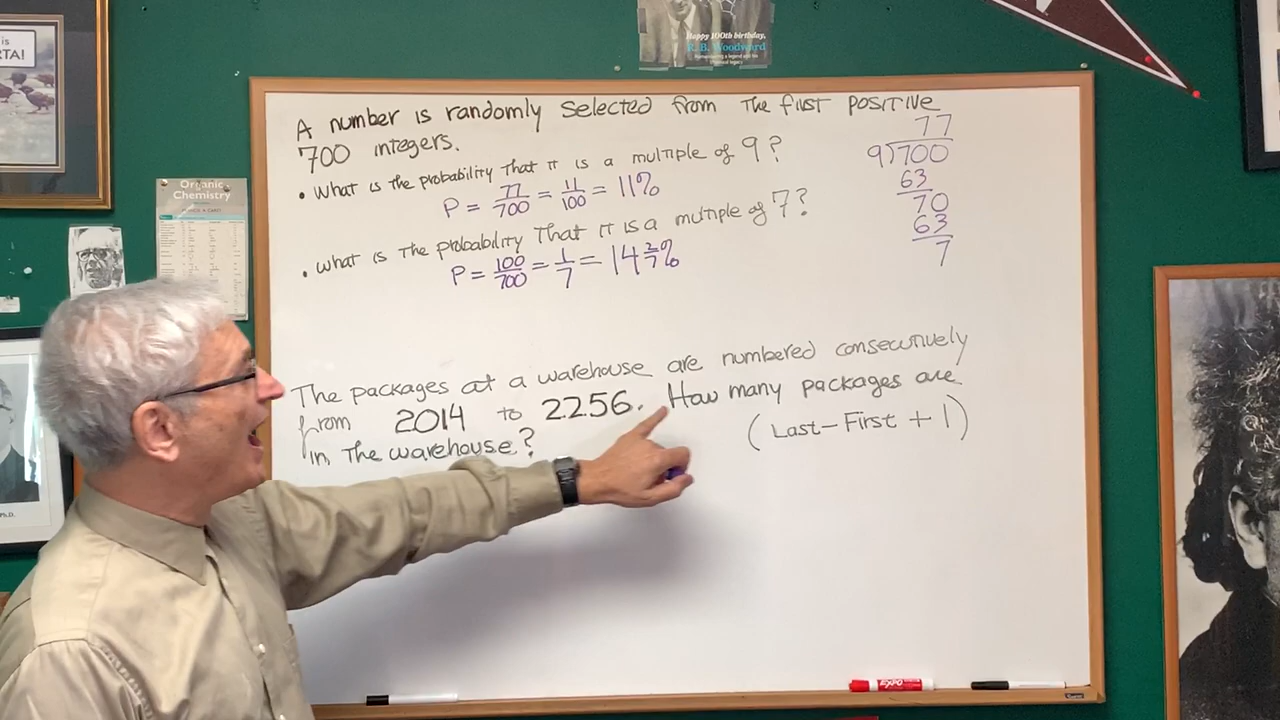 is
RTA!
Happy 100th birthday,
R. B. Woodward
Organic
Chemistry
Ph.D.
A number is randomly selected from the first positive
700 integers.
• What is the probability that it is a multiple of 9?
P = 77/700 = 11/100 = 11%
• What is the probability that it is a multiple of 7?
P = 100/700 = 1/7 = 14 2/7%
77
9)700
63
70
63
7
The packages at a warehouse are numbered consecutively
from 2014 to 2256. How many packages are
in the warehouse?
(Last - First + 1)
EXPO